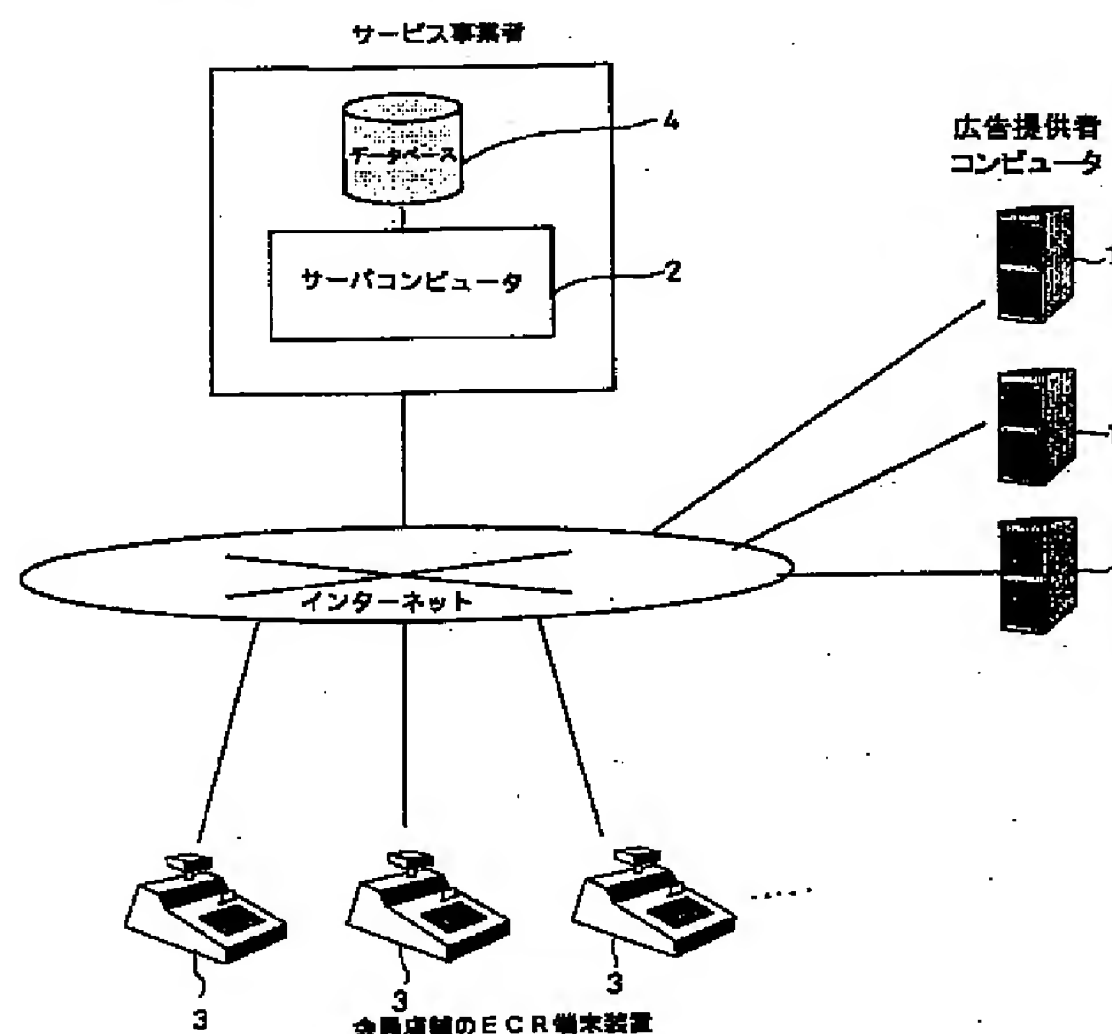 サービス事業者
データベース
4
広告提供者
コンピュータ
サーバコンピュータ
2
1
インターネット
3
3
3
会員店舗のECR端末装置